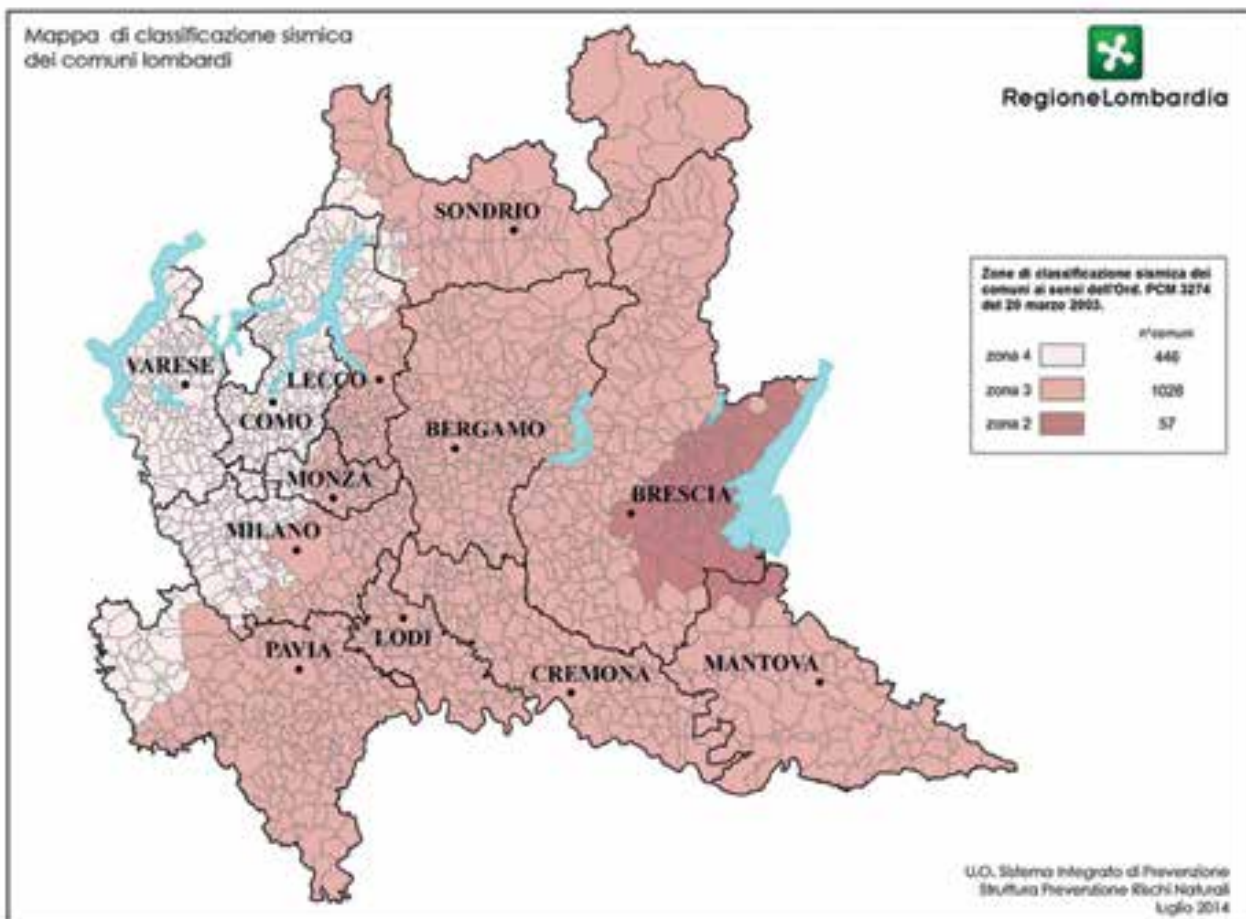 Mappa di classificazione sismica
dei comuni lombardi
RegioneLombardia
SONDRIO
VARESE
LECCO
COMO
BERGAMO
MONZA
BRESCIA
MILANO
PAVIA
LODI
CREMONA
MANTOVA
Zone di classificazione sismica dei
comuni ai sensi dell'Ord. PCM 3274
del 20 marzo 2003.
n°comuni
zona 4 446
zona 3 1028
zona 2 57
U.O. Sistema Integrato di Prevenzione
Struttura Prevenzione Rischi Naturali
luglio 2014